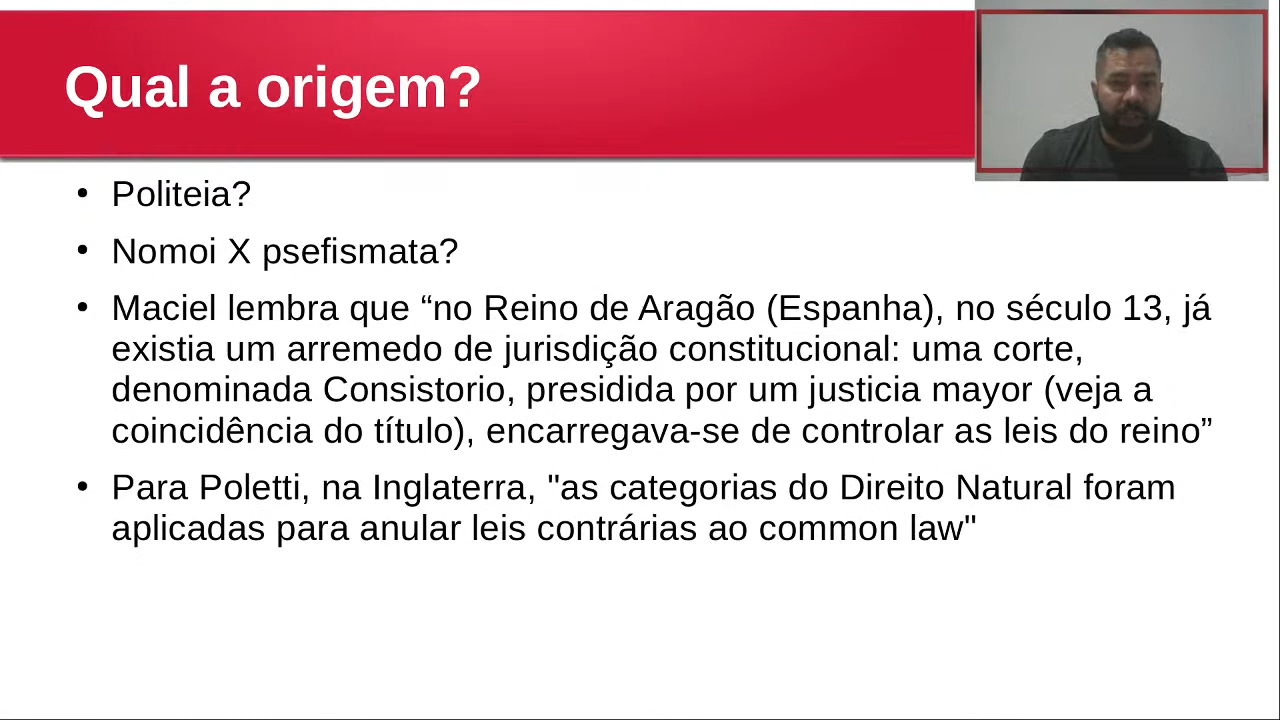 Qual a origem?
• Politeia?
• Nomoi X psefismata?
• Maciel lembra que “no Reino de Aragão (Espanha), no século 13, já
existia um arremedo de jurisdição constitucional: uma corte,
denominada Consistorio, presidida por um justicia mayor (veja a
coincidência do título), encarregava-se de controlar as leis do reino”
• Para Poletti, na Inglaterra, "as categorias do Direito Natural foram
aplicadas para anular leis contrárias ao common law"